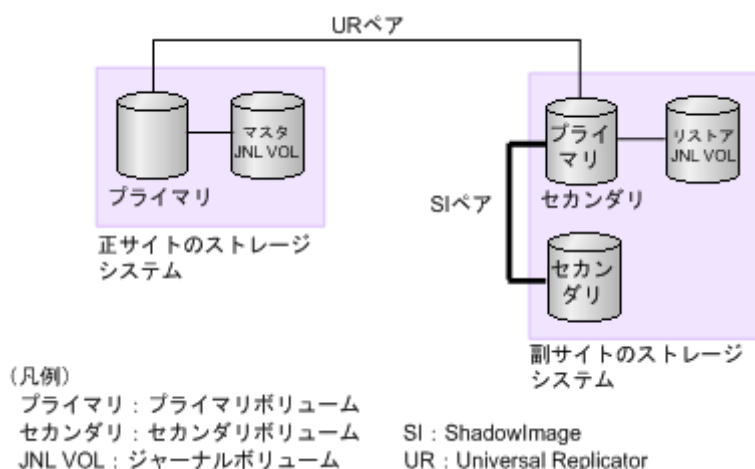 URペア
マスタ
JNL VOL
プライマリ
正サイトのストレージ
システム
プライ
マリ
リストア
JNL VOL
セカンダリ
SIペア
セカン
ダリ
副サイトのストレージ
システム
(凡例)
プライマリ:プライマリボリューム
セカンダリ:セカンダリボリューム
SI:ShadowImage
JNL VOL:ジャーナルボリューム
UR:Universal Replicator